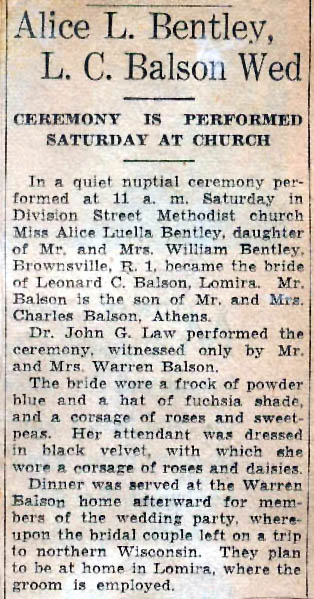 Alice L. Bentley,
L. C. Balson Wed
CEREMONY IS PERFORMED
SATURDAY AT CHURCH
In a quiet nuptial ceremony per-
formed at 11 a. m. Saturday in
Division Street Methodist church
Miss Alice Luella Bentley, daughter
of Mr. and Mrs. William Bentley,
Brownsville, R. 1, became the bride
of Leonard C. Balson, Lomira. Mr.
Balson is the son of Mr. and Mrs.
Charles Balson, Athens.
Dr. John G. Law performed the
ceremony, witnessed only by Mr.
and Mrs. Warren Balson.
The bride wore a frock of powder
blue and a hat of fuchsia shade,
and a corsage of roses and sweet-
peas. Her attendant was dressed
in black velvet, with which she
wore a corsage of roses and daisies.
Dinner was served at the Warren
Balson home afterward for mem-
bers of the wedding party, where-
upon the bridal couple left on a trip
to northern Wisconsin. They plan
to be at home in Lomira, where the
groom is employed.